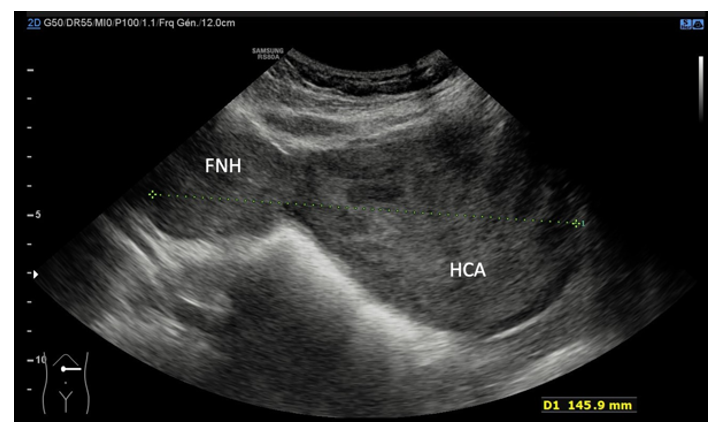 2D G50/DR55/MI0/P100/1.1/Frq Gén./12.0cm
SAMSUNG
RS80A
FNH
5
HCA
10
D1 145.9 mm